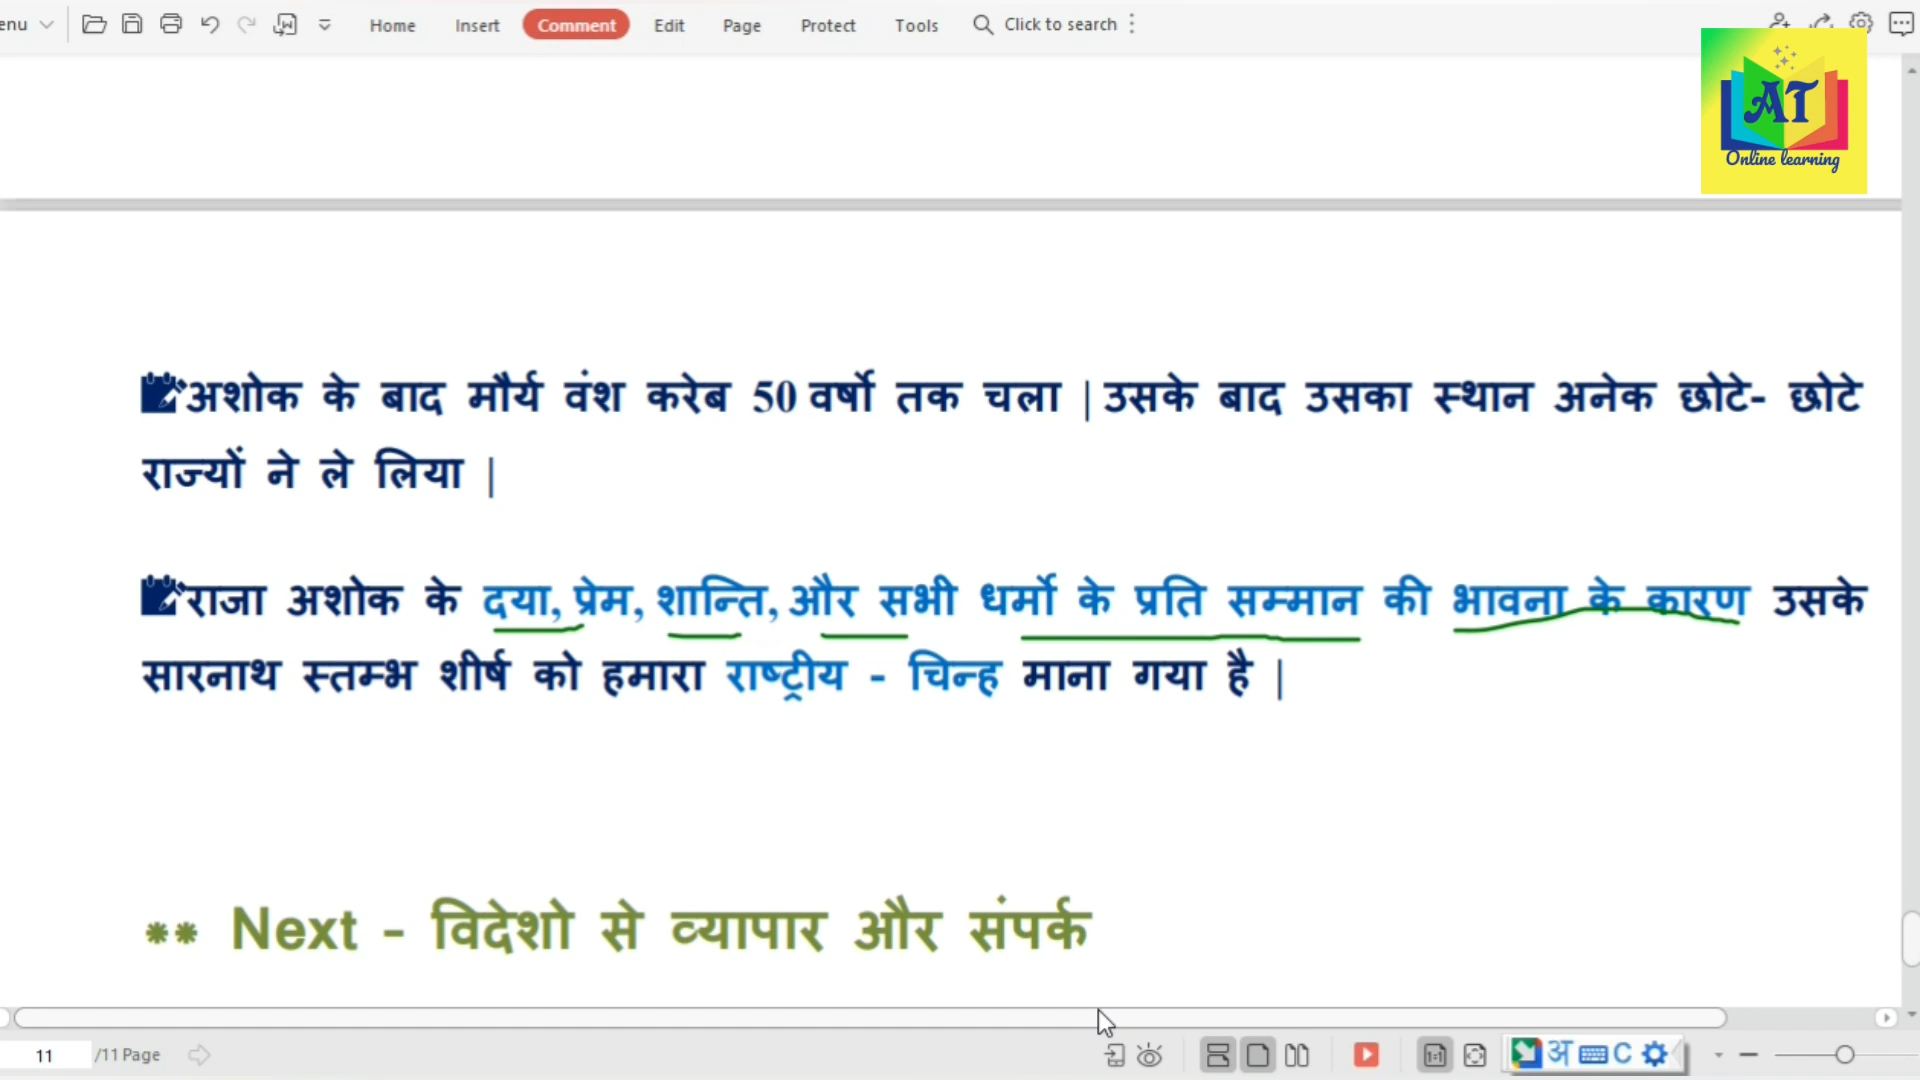 enu
Home Insert Comment Edit Page Protect Tools Click to search
AT
Online learning
अशोक के बाद मौर्य वंश करेब 50 वर्षो तक चला | उसके बाद उसका स्थान अनेक छोटे- छोटे
राज्यों ने ले लिया |
राजा अशोक के दया, प्रेम, शान्ति, और सभी धर्मो के प्रति सम्मान की भावना के कारण उसके
सारनाथ स्तम्भ शीर्ष को हमारा राष्ट्रीय - चिन्ह माना गया है |
** Next - विदेशो से व्यापार और संपर्क
11 /11 Page 1:1 अ C